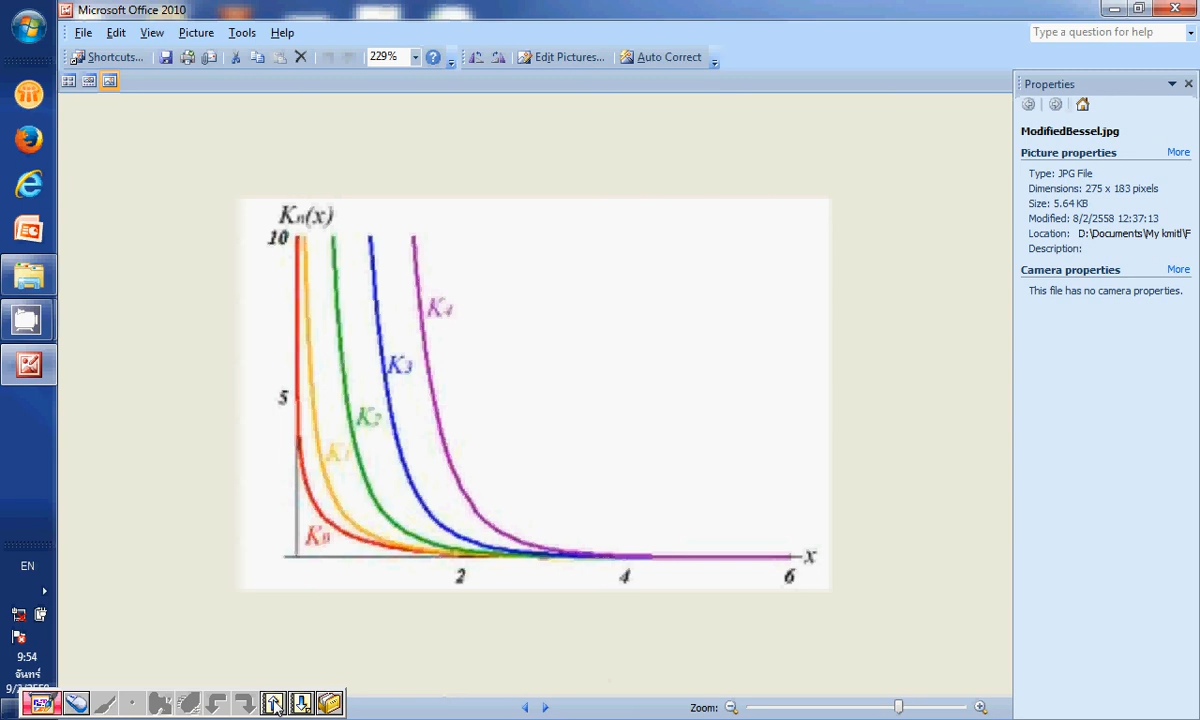 Microsoft Office 2010
File Edit View Picture Tools Help
Type a question for help
Shortcuts... 229% Edit Pictures... Auto Correct
Properties
ModifiedBessel.jpg
Picture properties More
Type: JPG File
Dimensions: 275 x 183 pixels
Size: 5.64 KB
Modified: 8/2/2558 12:37:13
Location: D:\Documents\My kmitl\F
Description:
Camera properties More
This file has no camera properties.
Kn(x)
10
K4
K3
5
K2
K1
K0
x
2 4 6
EN
9:54
จันทร์
Zoom: